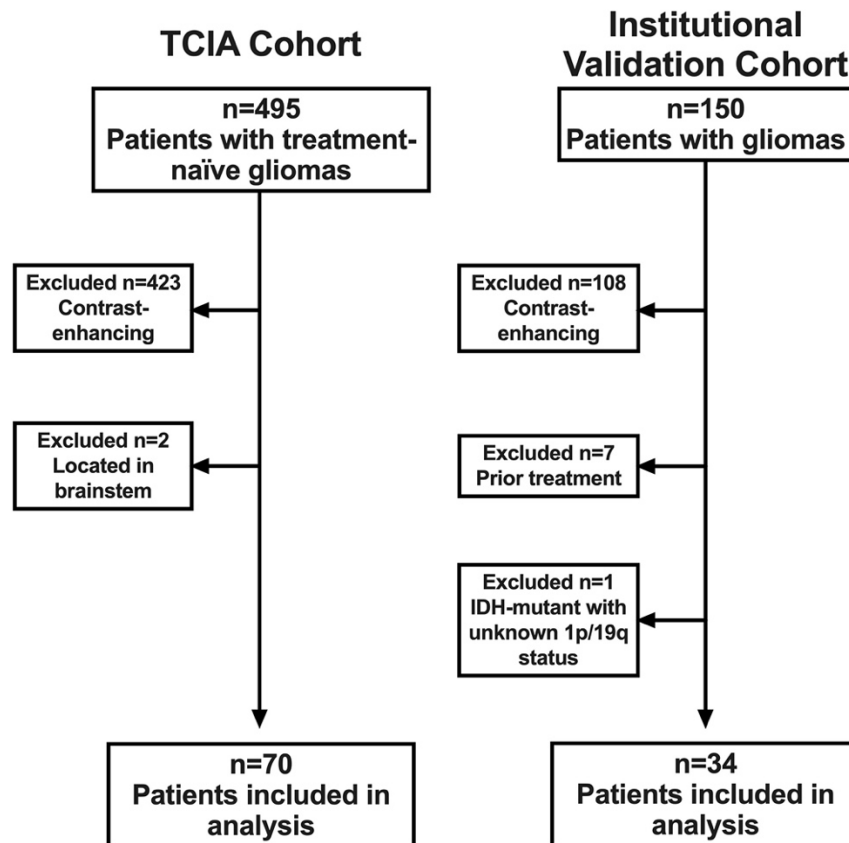 TCIA Cohort
n=495
Patients with treatment-
naïve gliomas
Excluded n=423
Contrast-
enhancing
Excluded n=2
Located in
brainstem
n=70
Patients included in
analysis
Institutional
Validation Cohort
n=150
Patients with gliomas
Excluded n=108
Contrast-
enhancing
Excluded n=7
Prior treatment
Excluded n=1
IDH-mutant with
unknown 1p/19q
status
n=34
Patients included in
analysis